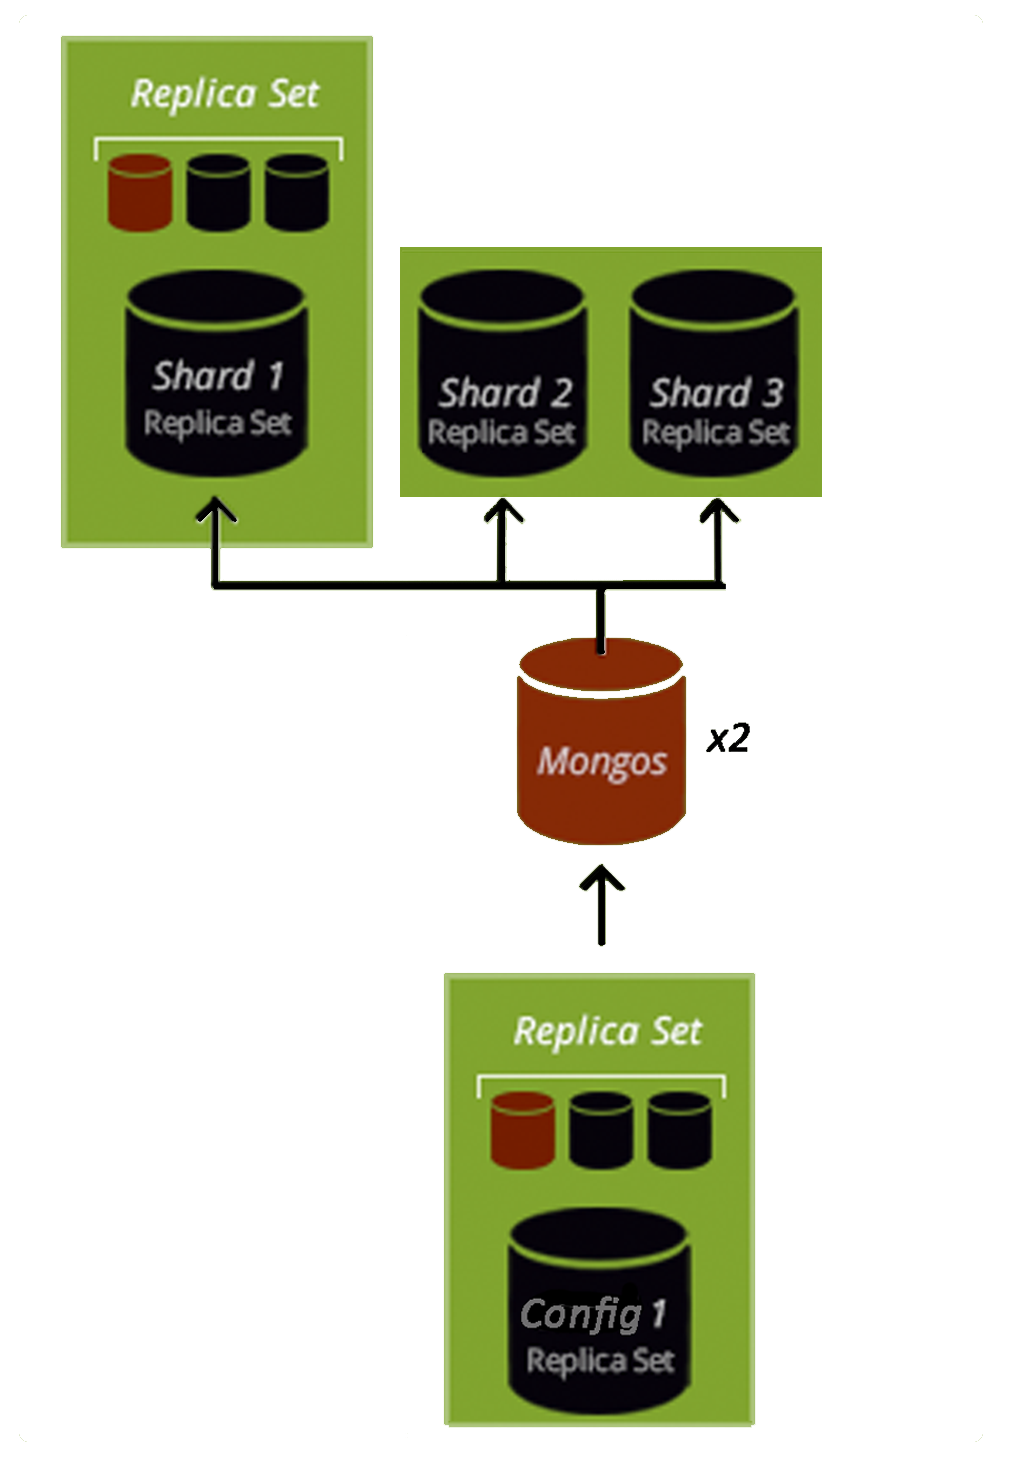 Replica Set
Shard 1
Replica Set
Shard 2
Replica Set
Shard 3
Replica Set
Mongos
x2
Replica Set
Config 1
Replica Set